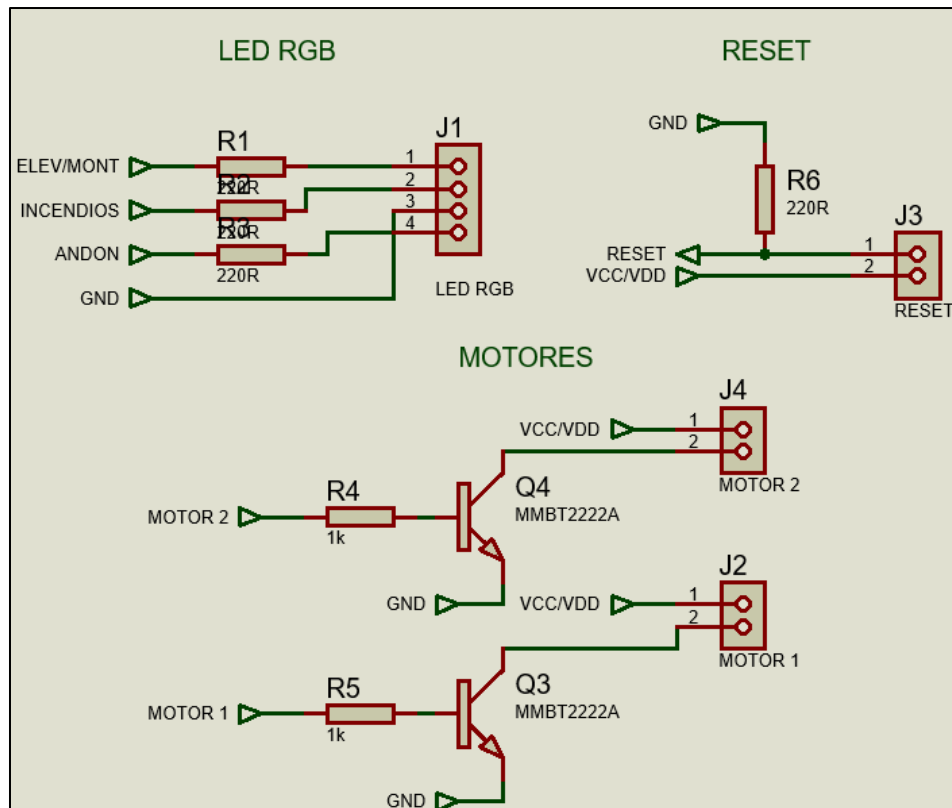 LED RGB
RESET
J1
GND
R1
ELEV/MONT
1
220R
R2
2
R6
INCENDIOS
3
220R
220R
R3
4
J3
ANDON
RESET
1
220R
VCC/VDD
2
GND
LED RGB
RESET
MOTORES
J4
VCC/VDD
1
2
R4
Q4
MOTOR 2
MOTOR 2
MMBT2222A
1k
J2
GND
VCC/VDD
1
2
MOTOR 1
R5
Q3
MOTOR 1
MMBT2222A
1k
GND